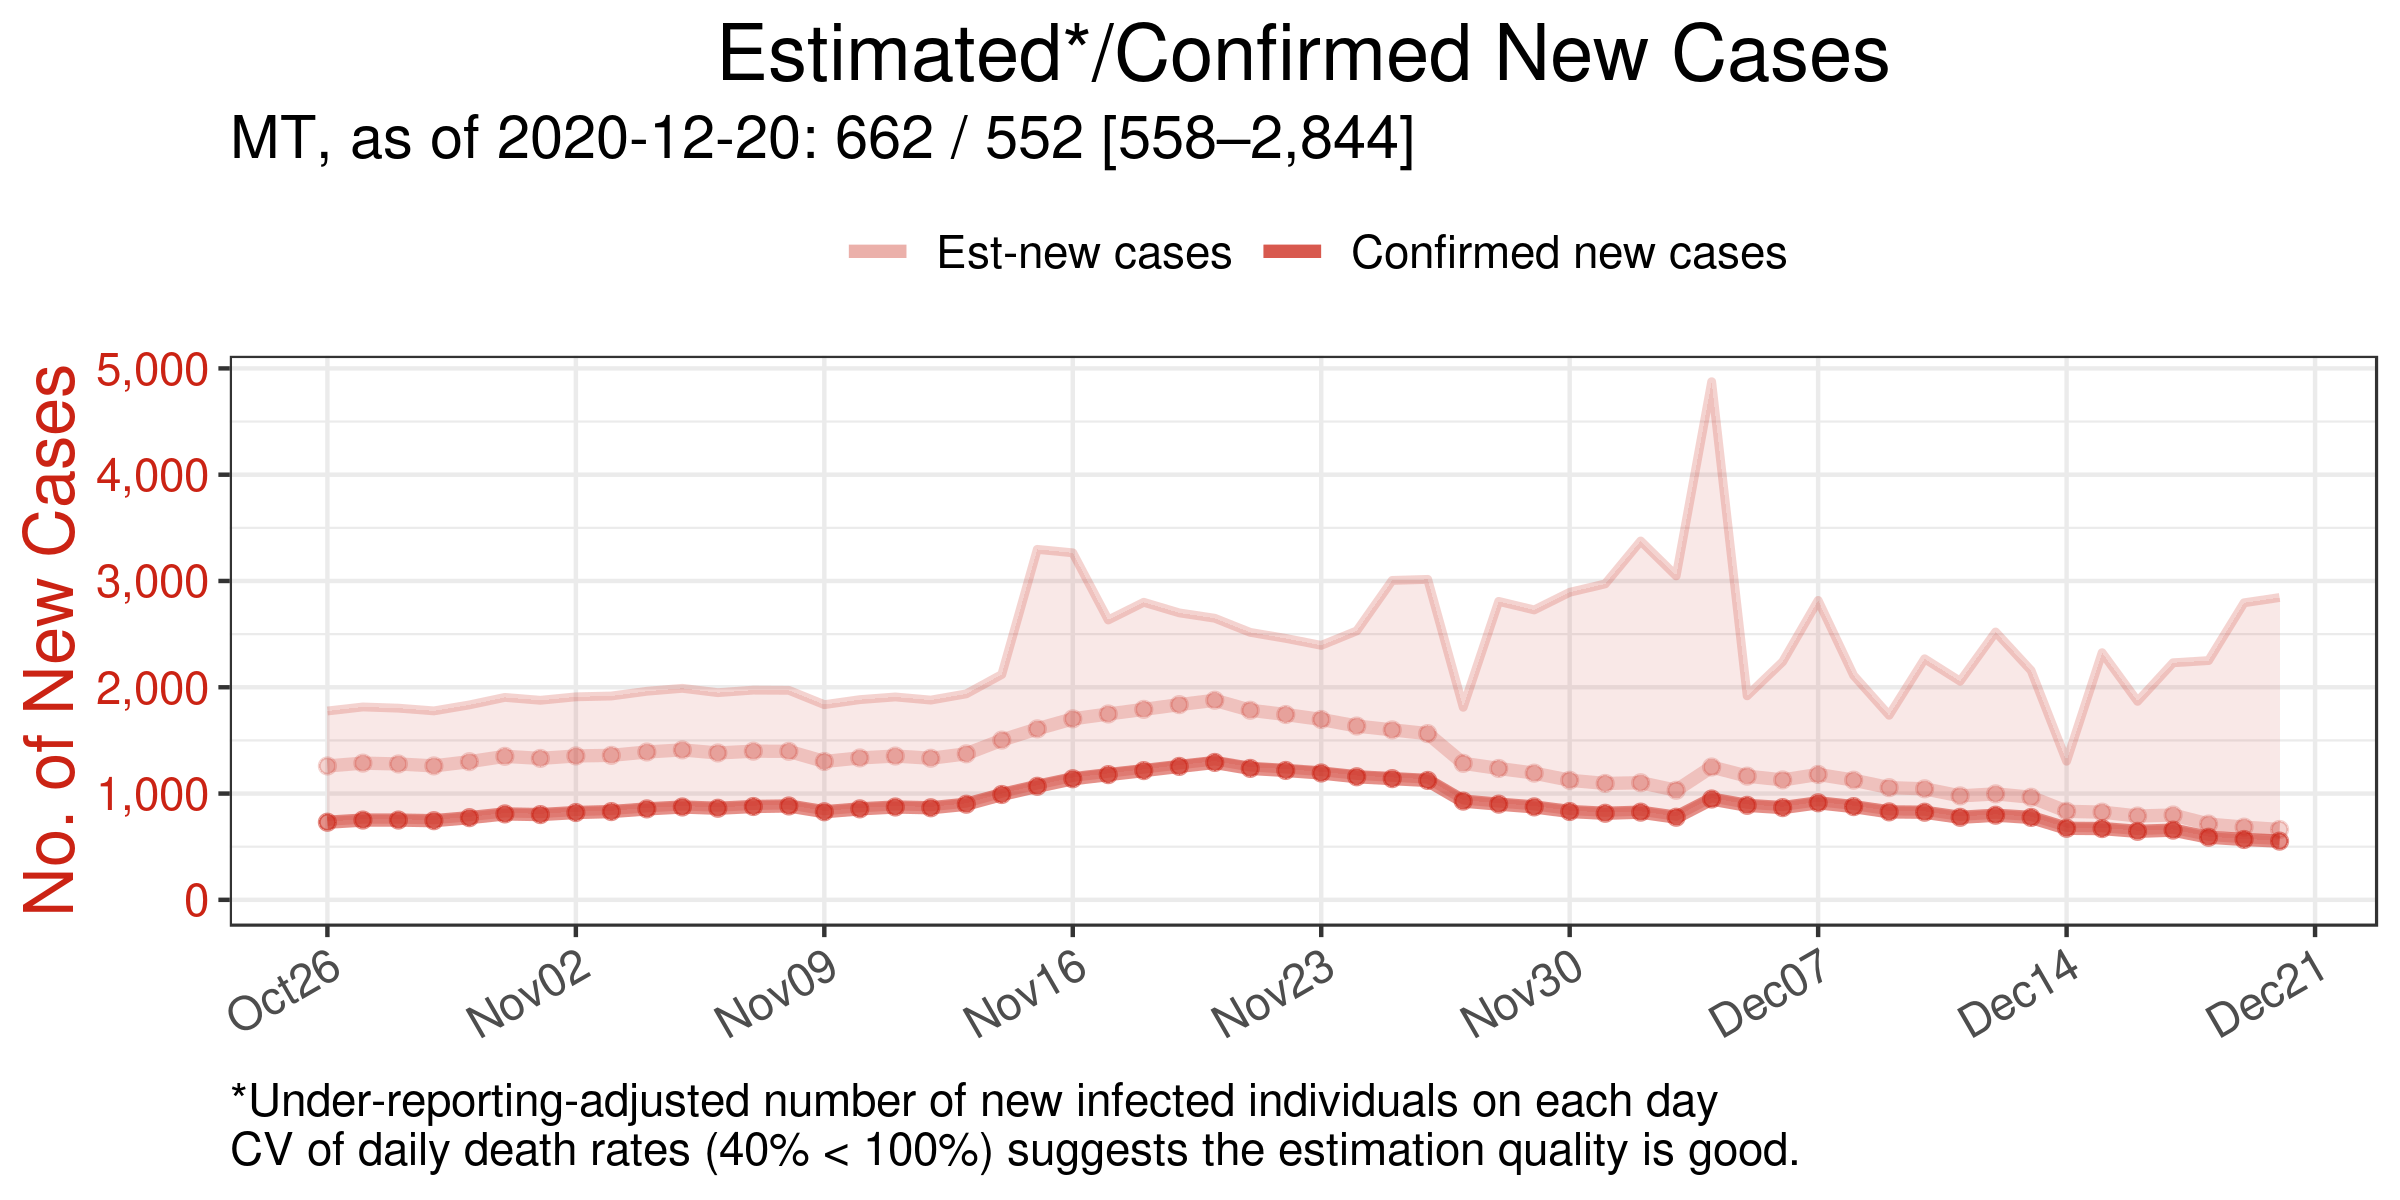 Estimated*/Confirmed New Cases
MT, as of 2020-12-20: 662 / 552 [558–2,844]
Est-new cases
Confirmed new cases
No. of New Cases
5,000
4,000
3,000
2,000
1,000
0
Oct26
Nov02
Nov09
Nov16
Nov23
Nov30
Dec07
Dec14
Dec21
*Under-reporting-adjusted number of new infected individuals on each day
CV of daily death rates (40% < 100%) suggests the estimation quality is good.